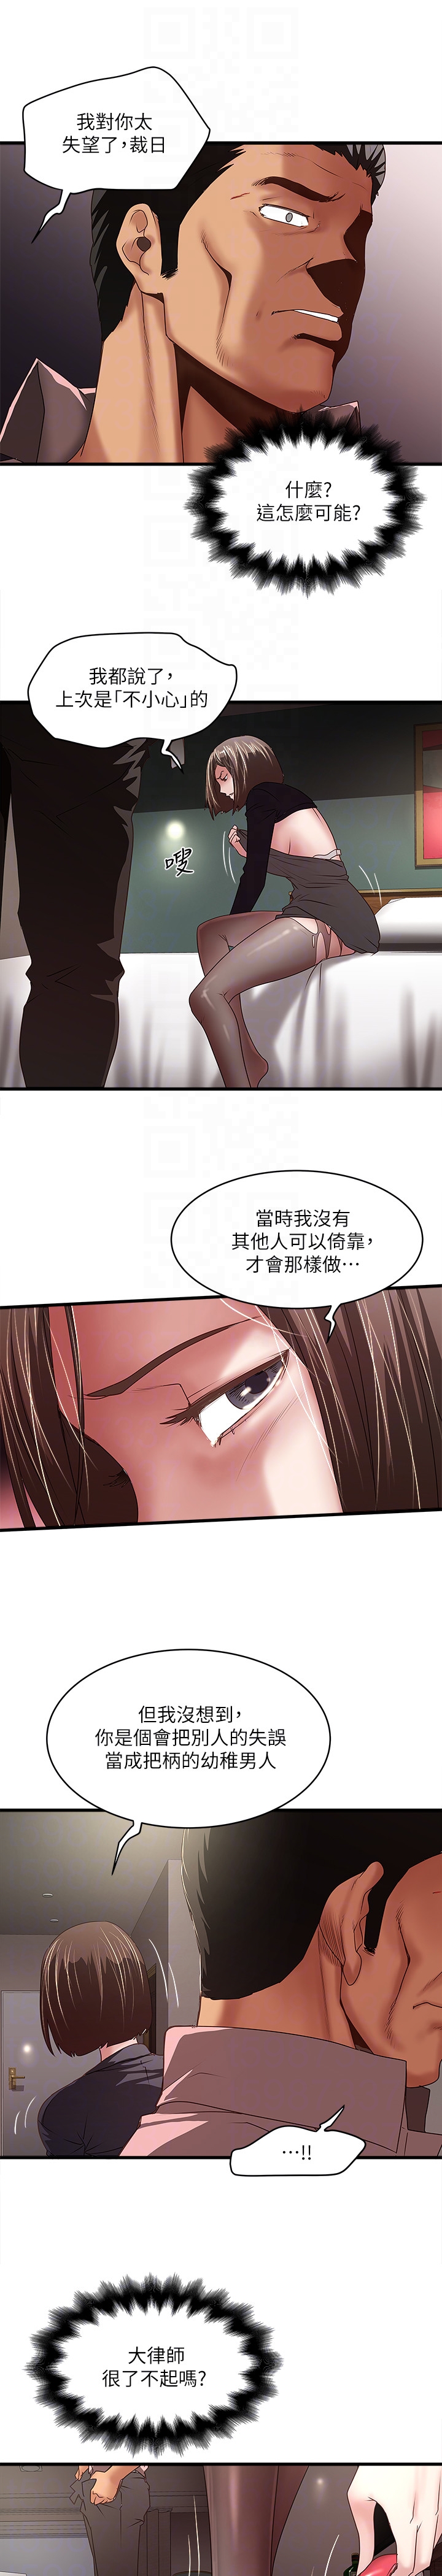 我對你太
失望了，裁日
什麼？
這怎麼可能？
我都說了，
上次是「不小心」的
嗖
當時我沒有
其他人可以倚靠，
才會那樣做…
但我沒想到，
你是個會把別人的失誤
當成把柄的幼稚男人
…!!
大律師
很了不起嗎？